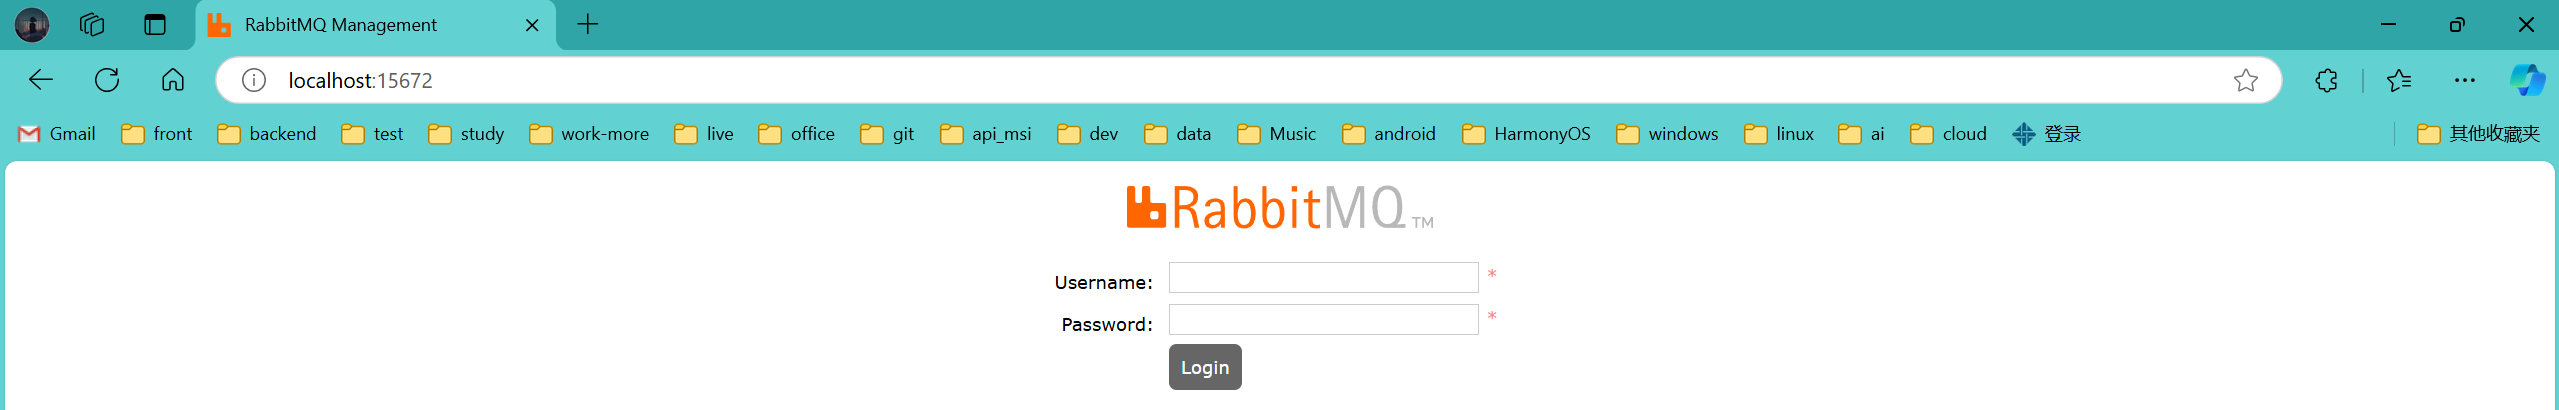 RabbitMQ Management
localhost:15672
Gmail front backend test study work-more live office git api_msi dev data Music android HarmonyOS windows linux ai cloud 登录 其他收藏夹
RabbitMQ TM
Username: *
Password: *
Login